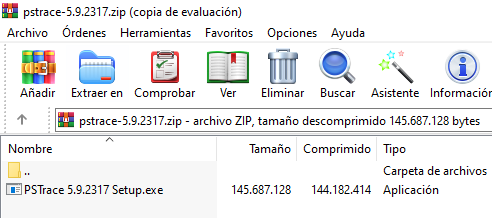 pstrace-5.9.2317.zip (copia de evaluación)
Archivo Órdenes Herramientas Favoritos Opciones Ayuda
Añadir Extraer en Comprobar Ver Eliminar Buscar Asistente Información
pstrace-5.9.2317.zip - archivo ZIP, tamaño descomprimido 145.687.128 bytes
Nombre Tamaño Comprimido Tipo
.. Carpeta de archivos
PSTrace 5.9.2317 Setup.exe 145.687.128 144.182.414 Aplicación